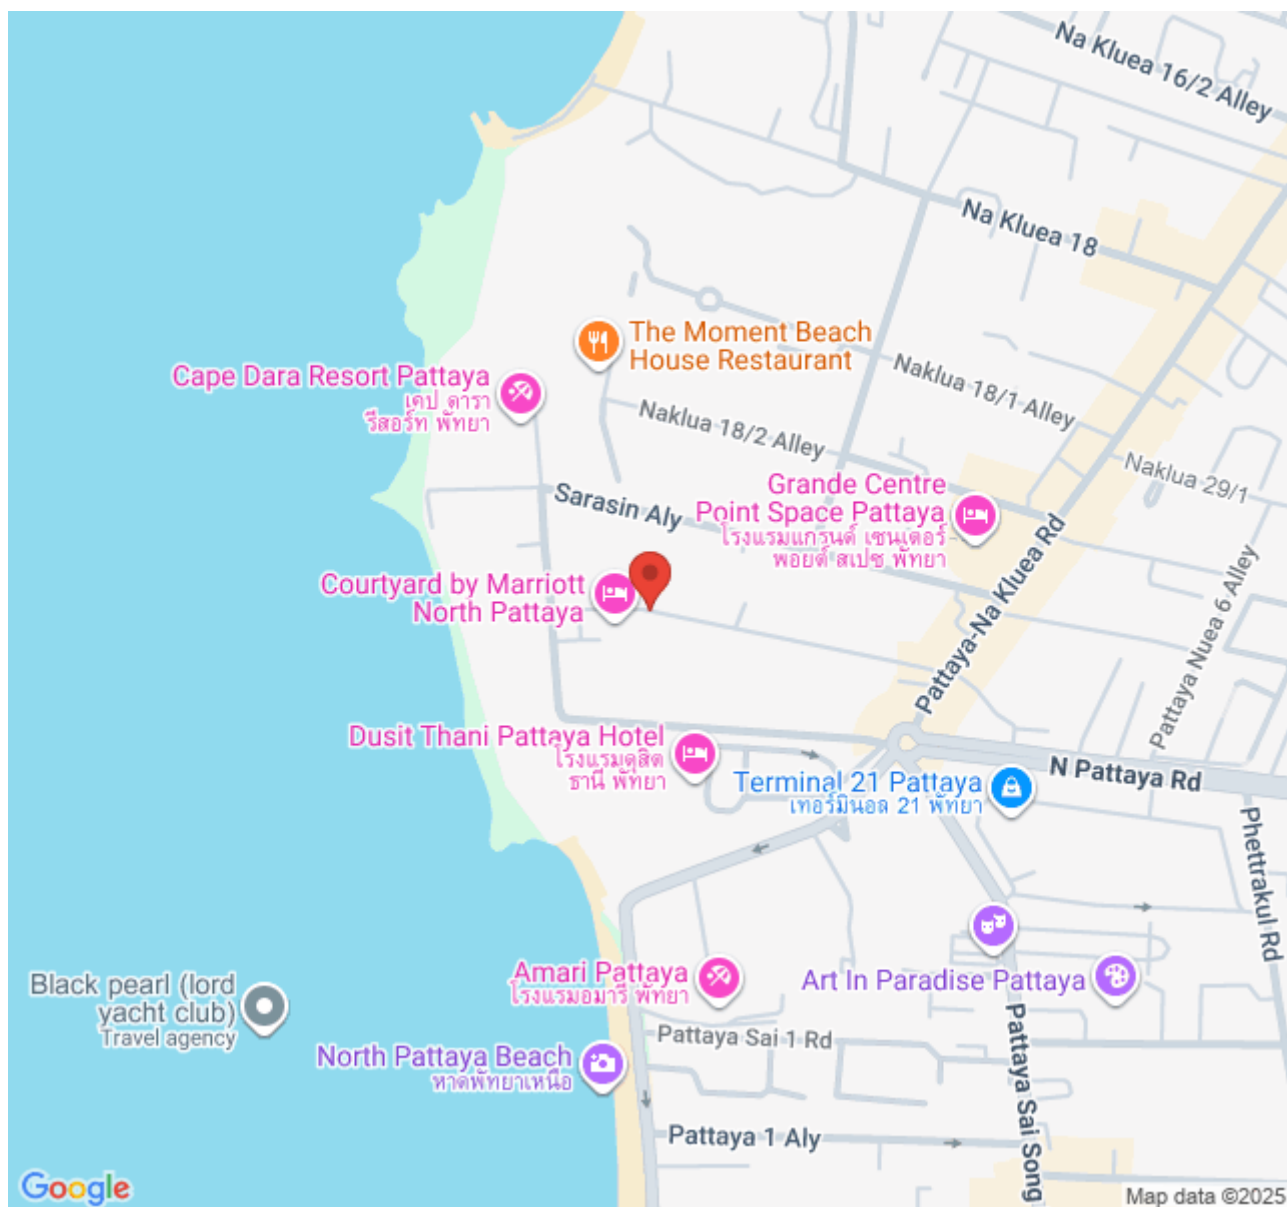 Na Kluea 16/2 Alley
Na Kluea 18
The Moment Beach
House Restaurant
Cape Dara Resort Pattaya
เคป ดารา
รีสอร์ท พัทยา
Naklua 18/1 Alley
Naklua 18/2 Alley
Naklua 29/1
Sarasin Aly
Grande Centre
Point Space Pattaya
โรงแรมแกรนด์ เซนเตอร์
พอยต์ สเปซ พัทยา
Courtyard by Marriott
North Pattaya
Pattaya-Na Kluea Rd
Pattaya Nuea 6 Alley
Dusit Thani Pattaya Hotel
โรงแรมดุสิต
ธานี พัทยา
N Pattaya Rd
Terminal 21 Pattaya
เทอร์มินอล 21 พัทยา
Phettrakul Rd
Amari Pattaya
โรงแรมอมารี พัทยา
Art In Paradise Pattaya
Black pearl (lord
yacht club)
Travel agency
Pattaya Sai 1 Rd
North Pattaya Beach
หาดพัทยาเหนือ
Pattaya Sai Song
Pattaya 1 Aly
Google
Map data ©2025